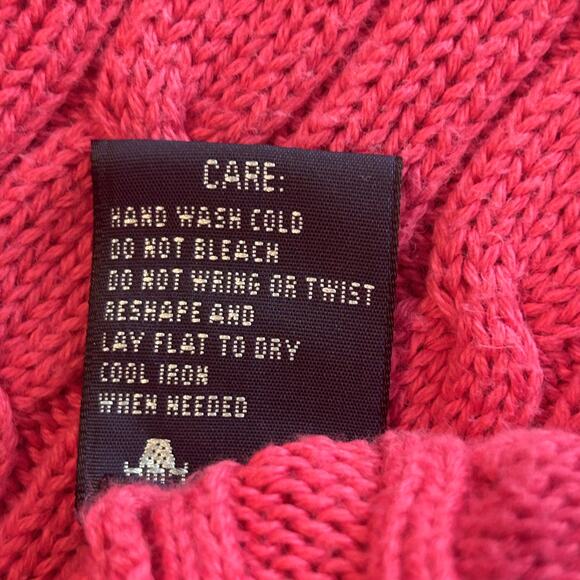 CARE:
HAND WASH COLD
DO NOT BLEACH
DO NOT WRING OR TWIST
RESHAPE AND
LAY FLAT TO DRY
COOL IRON
WHEN NEEDED